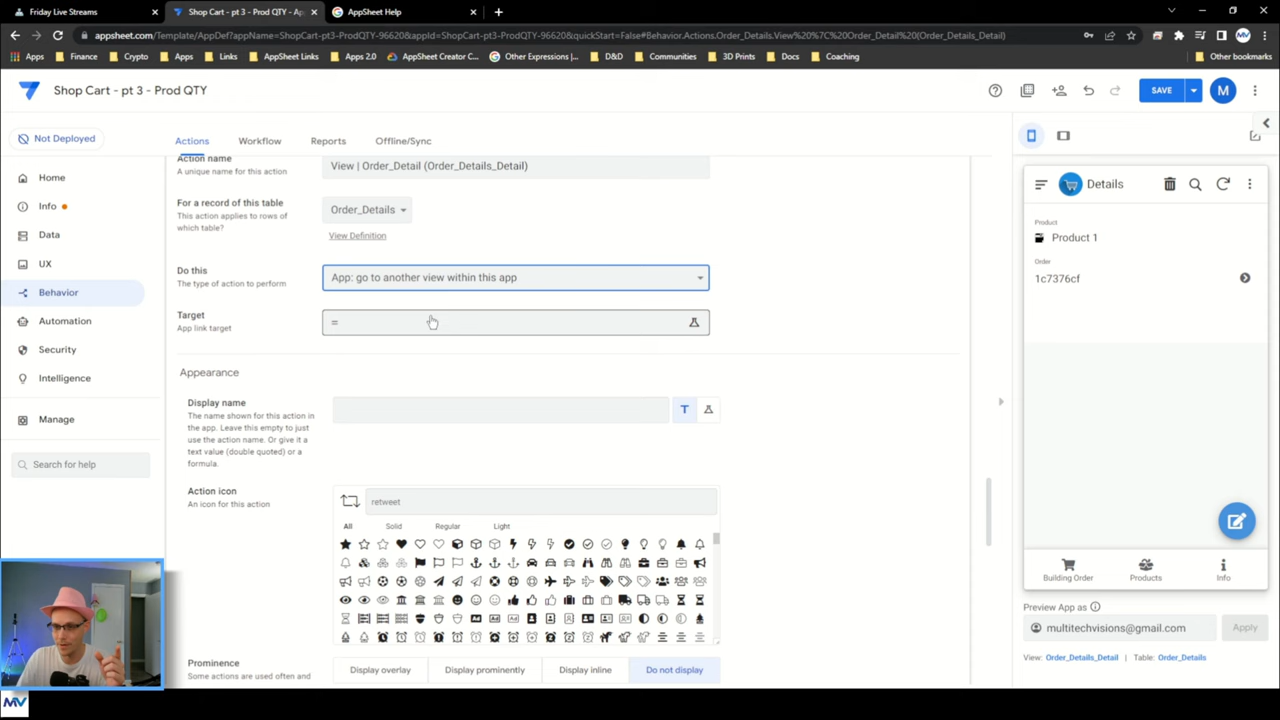 Friday Live Streams
Shop Cart - pt 3 - Prod QTY - Ap
AppSheet Help
appsheet.com/Template/AppDef?appName=ShopCart-pt3-ProdQTY-96620&appId=ShopCart-pt3-ProdQTY-96620&quickStart=False#Behavior.Actions.Order_Details.View%20%7C%20Order_Detail%20(Order_Details_Detail)
Apps
Finance
Crypto
Apps
Links
AppSheet Links
Apps 2.0
AppSheet Creator C...
Other Expressions |...
D&D
Communities
3D Prints
Docs
Coaching
Other bookmarks
Shop Cart - pt 3 - Prod QTY
SAVE
M
Not Deployed
Actions
Workflow
Reports
Offline/Sync
Home
Info
Data
UX
Behavior
Automation
Security
Intelligence
Manage
Search for help
Action name
A unique name for this action
View | Order_Detail (Order_Details_Detail)
For a record of this table
This action applies to rows of
which table?
Order_Details
View Definition
Do this
The type of action to perform
App: go to another view within this app
Target
App link target
=
Appearance
Display name
The name shown for this action in
the app. Leave this empty to just
use the action name. Or give it a
text value (double quoted) or a
formula.
T
Action icon
An icon for this action
retweet
All
Solid
Regular
Light
Prominence
Some actions are used often and
Display overlay
Display prominently
Display inline
Do not display
Details
Product
Product 1
Order
1c7376cf
Building Order
Products
Info
Preview App as
multitechvisions@gmail.com
Apply
View: Order_Details_Detail | Table: Order_Details
MV